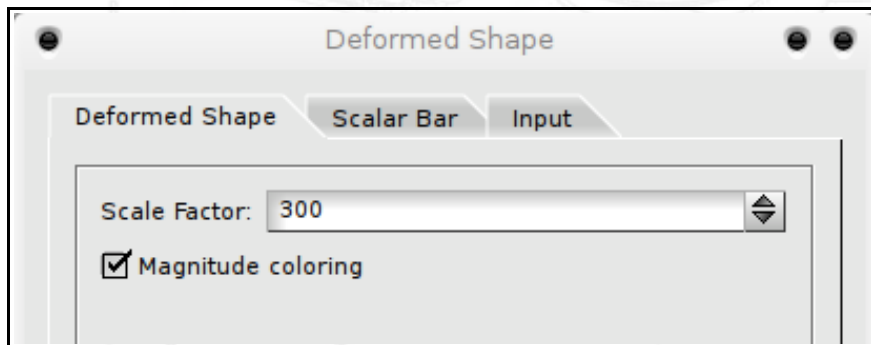 Deformed Shape
Deformed Shape Scalar Bar Input
Scale Factor: 300
Magnitude coloring